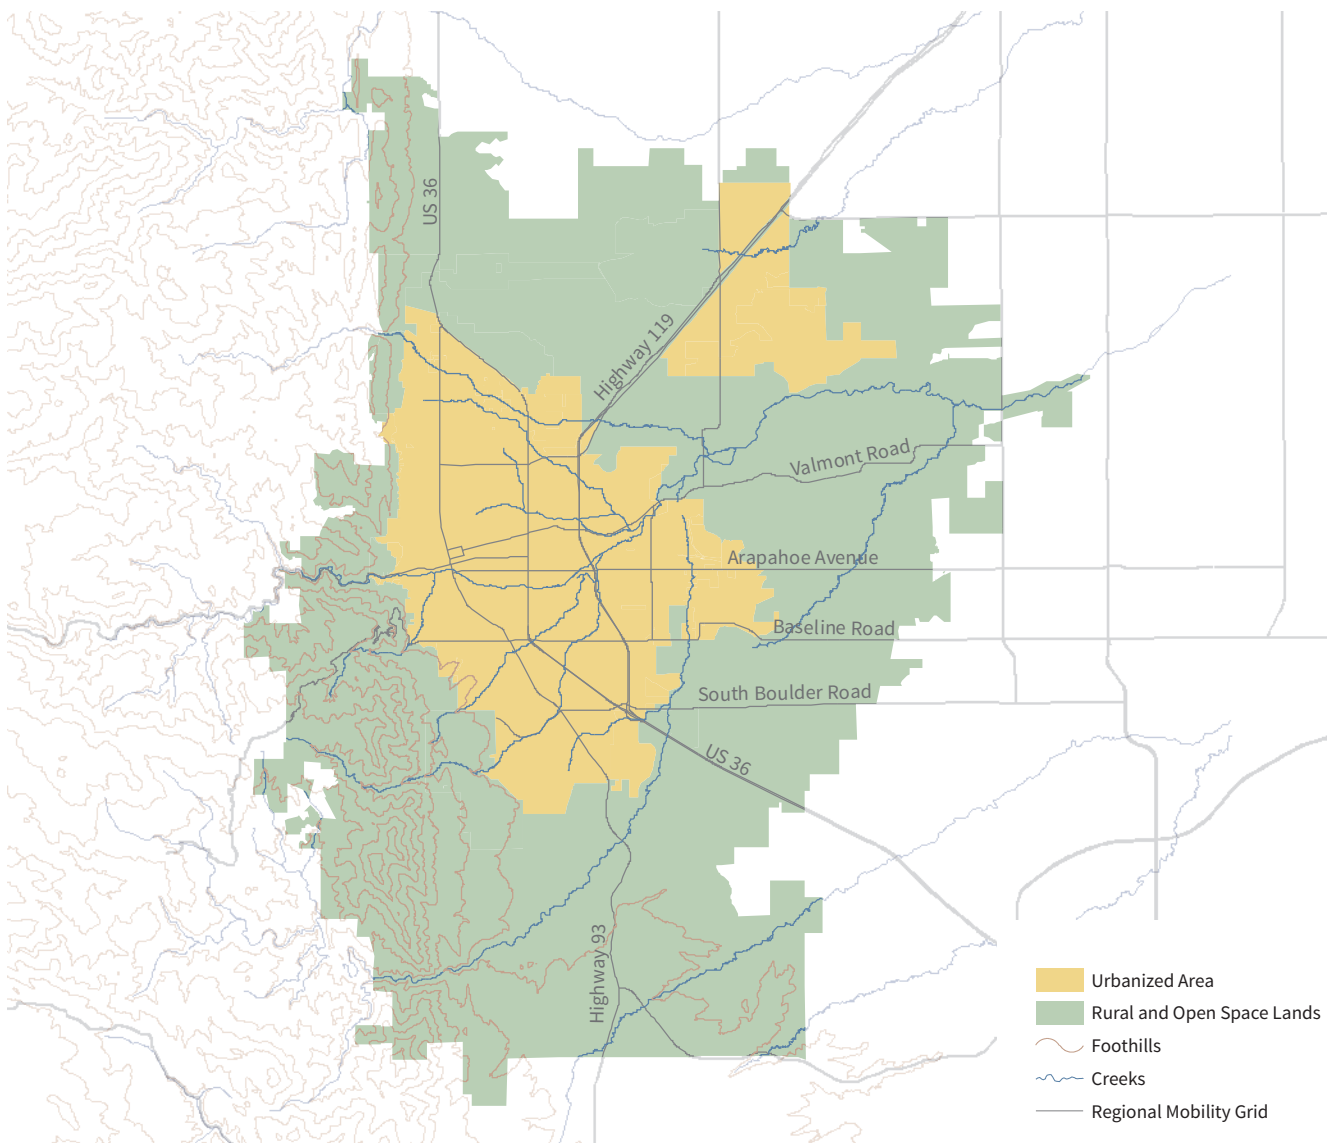 US 36
Highway 119
Valmont Road
Arapahoe Avenue
Baseline Road
South Boulder Road
US 36
Highway 93
Urbanized Area
Rural and Open Space Lands
Foothills
Creeks
Regional Mobility Grid